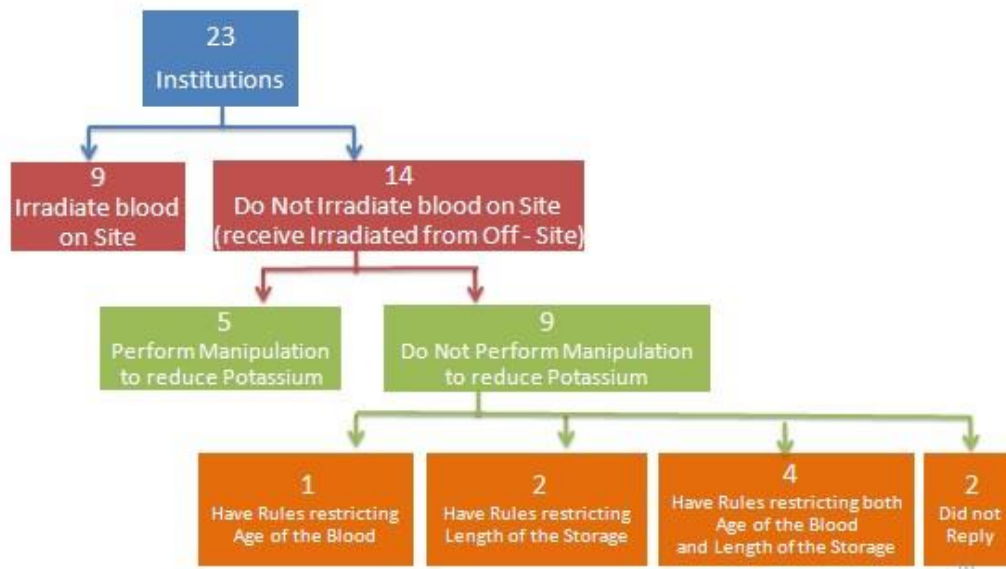 23
Institutions
9
Irradiate blood
on Site
14
Do Not Irradiate blood on Site
(receive Irradiated from Off - Site)
5
Perform Manipulation
to reduce Potassium
9
Do Not Perform Manipulation
to reduce Potassium
1
Have Rules restricting
Age of the Blood
2
Have Rules restricting
Length of the Storage
4
Have Rules restricting both
Age of the Blood
and Length of the Storage
2
Did not
Reply